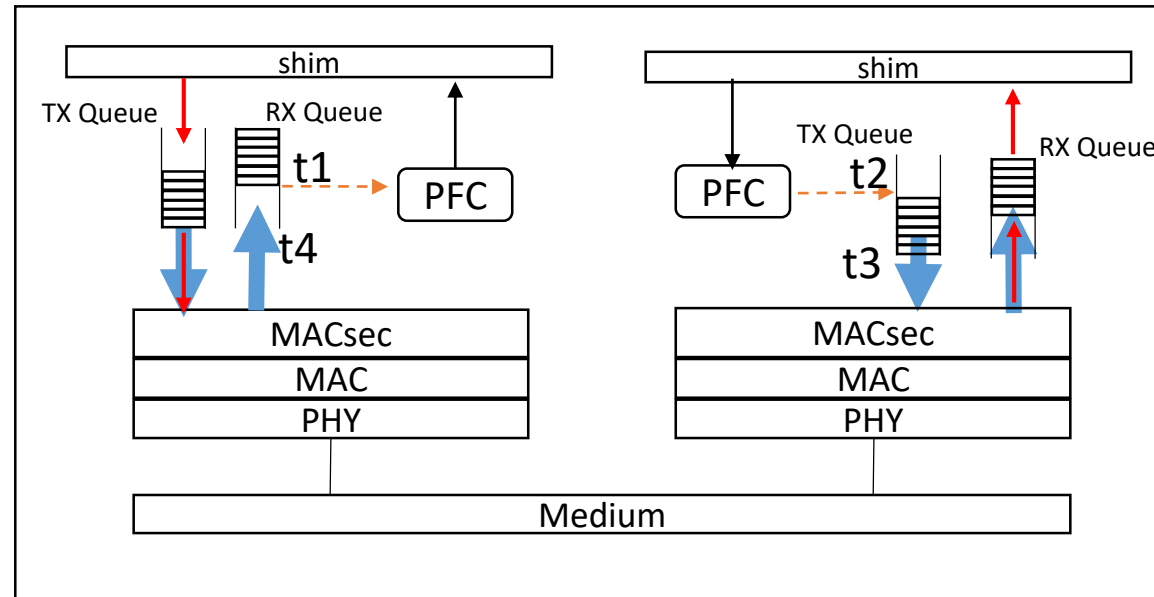 shim
TX Queue
RX Queue
t1
PFC
t4
MACsec
MAC
PHY
shim
TX Queue
RX Queue
PFC
t2
t3
MACsec
MAC
PHY
Medium